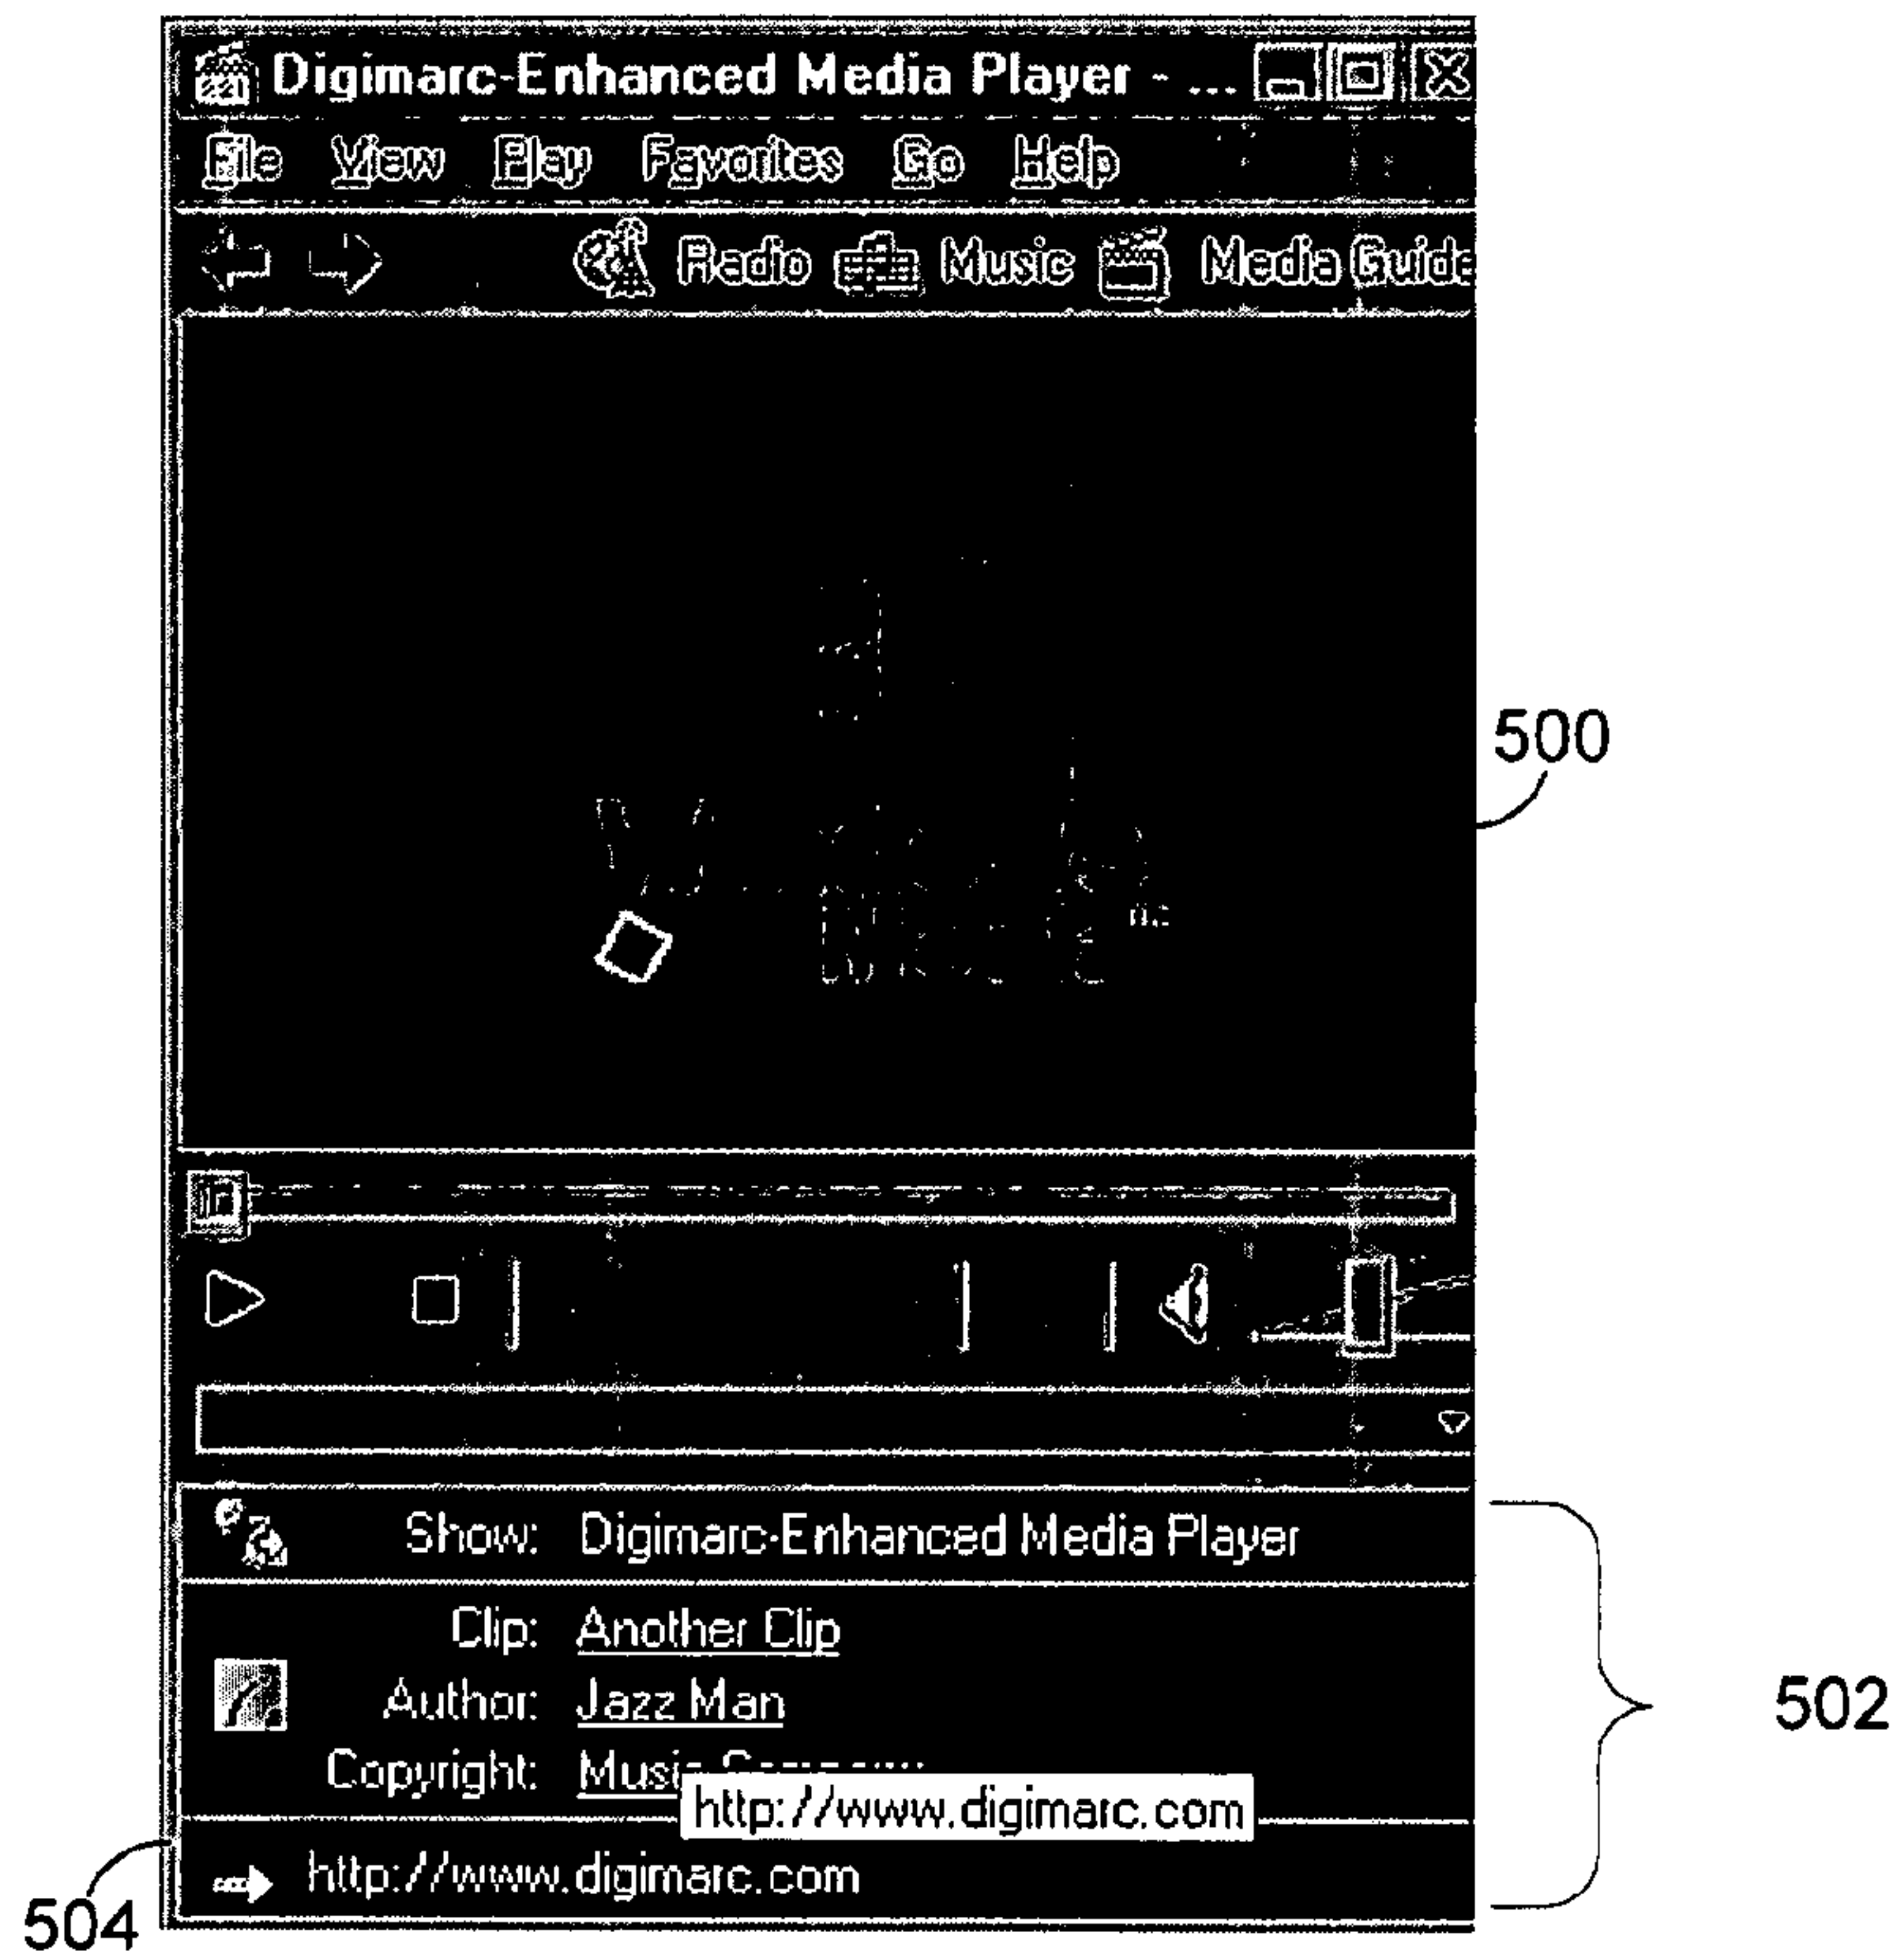 Digimarc-Enhanced Media Player - ...
File View Play Favorites Go Help
Radio Music Media Guide
500
Show: Digimarc-Enhanced Media Player
Clip: Another Clip
Author: Jazz Man
Copyright: Music
http://www.digimarc.com
http://www.digimarc.com
502
504